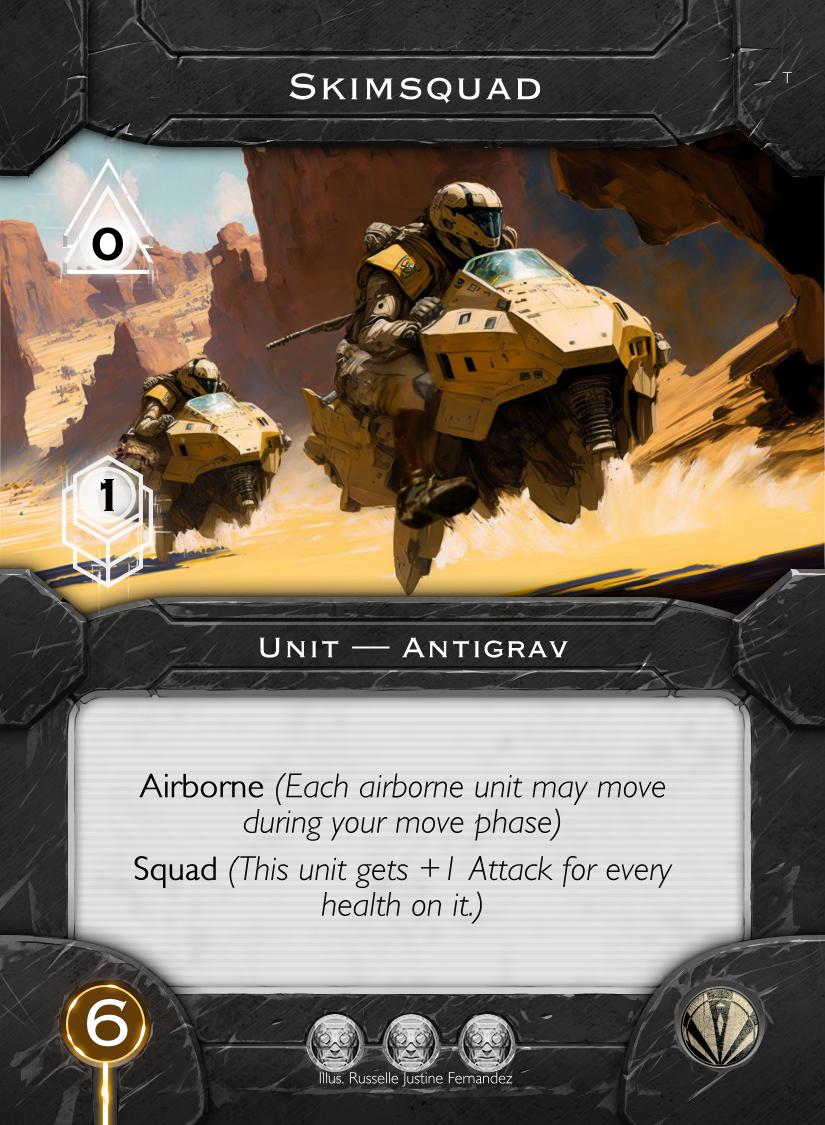 Skimsquad
T
0
1
Unit — Antigrav
Airborne (Each airborne unit may move
during your move phase)
Squad (This unit gets +1 Attack for every
health on it.)
6
Illus. Russelle Justine Fernandez